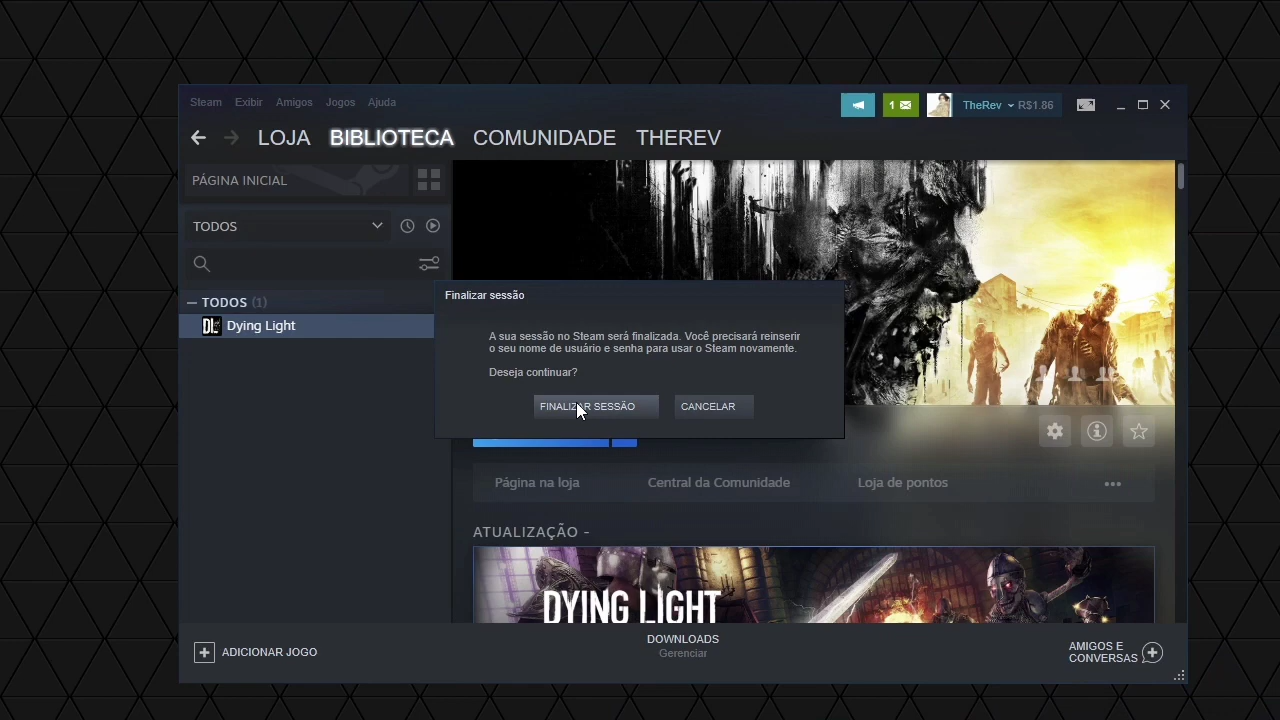 Steam Exibir Amigos Jogos Ajuda
1
TheRev R$1.86
LOJA BIBLIOTECA COMUNIDADE THEREV
PÁGINA INICIAL
TODOS
TODOS (1)
DL Dying Light
Finalizar sessão
A sua sessão no Steam será finalizada. Você precisará reinserir
o seu nome de usuário e senha para usar o Steam novamente.
Deseja continuar?
FINALIZAR SESSÃO CANCELAR
Página na loja Central da Comunidade Loja de pontos
ATUALIZAÇÃO -
DYING LIGHT
ADICIONAR JOGO
DOWNLOADS
Gerenciar
AMIGOS E
CONVERSAS